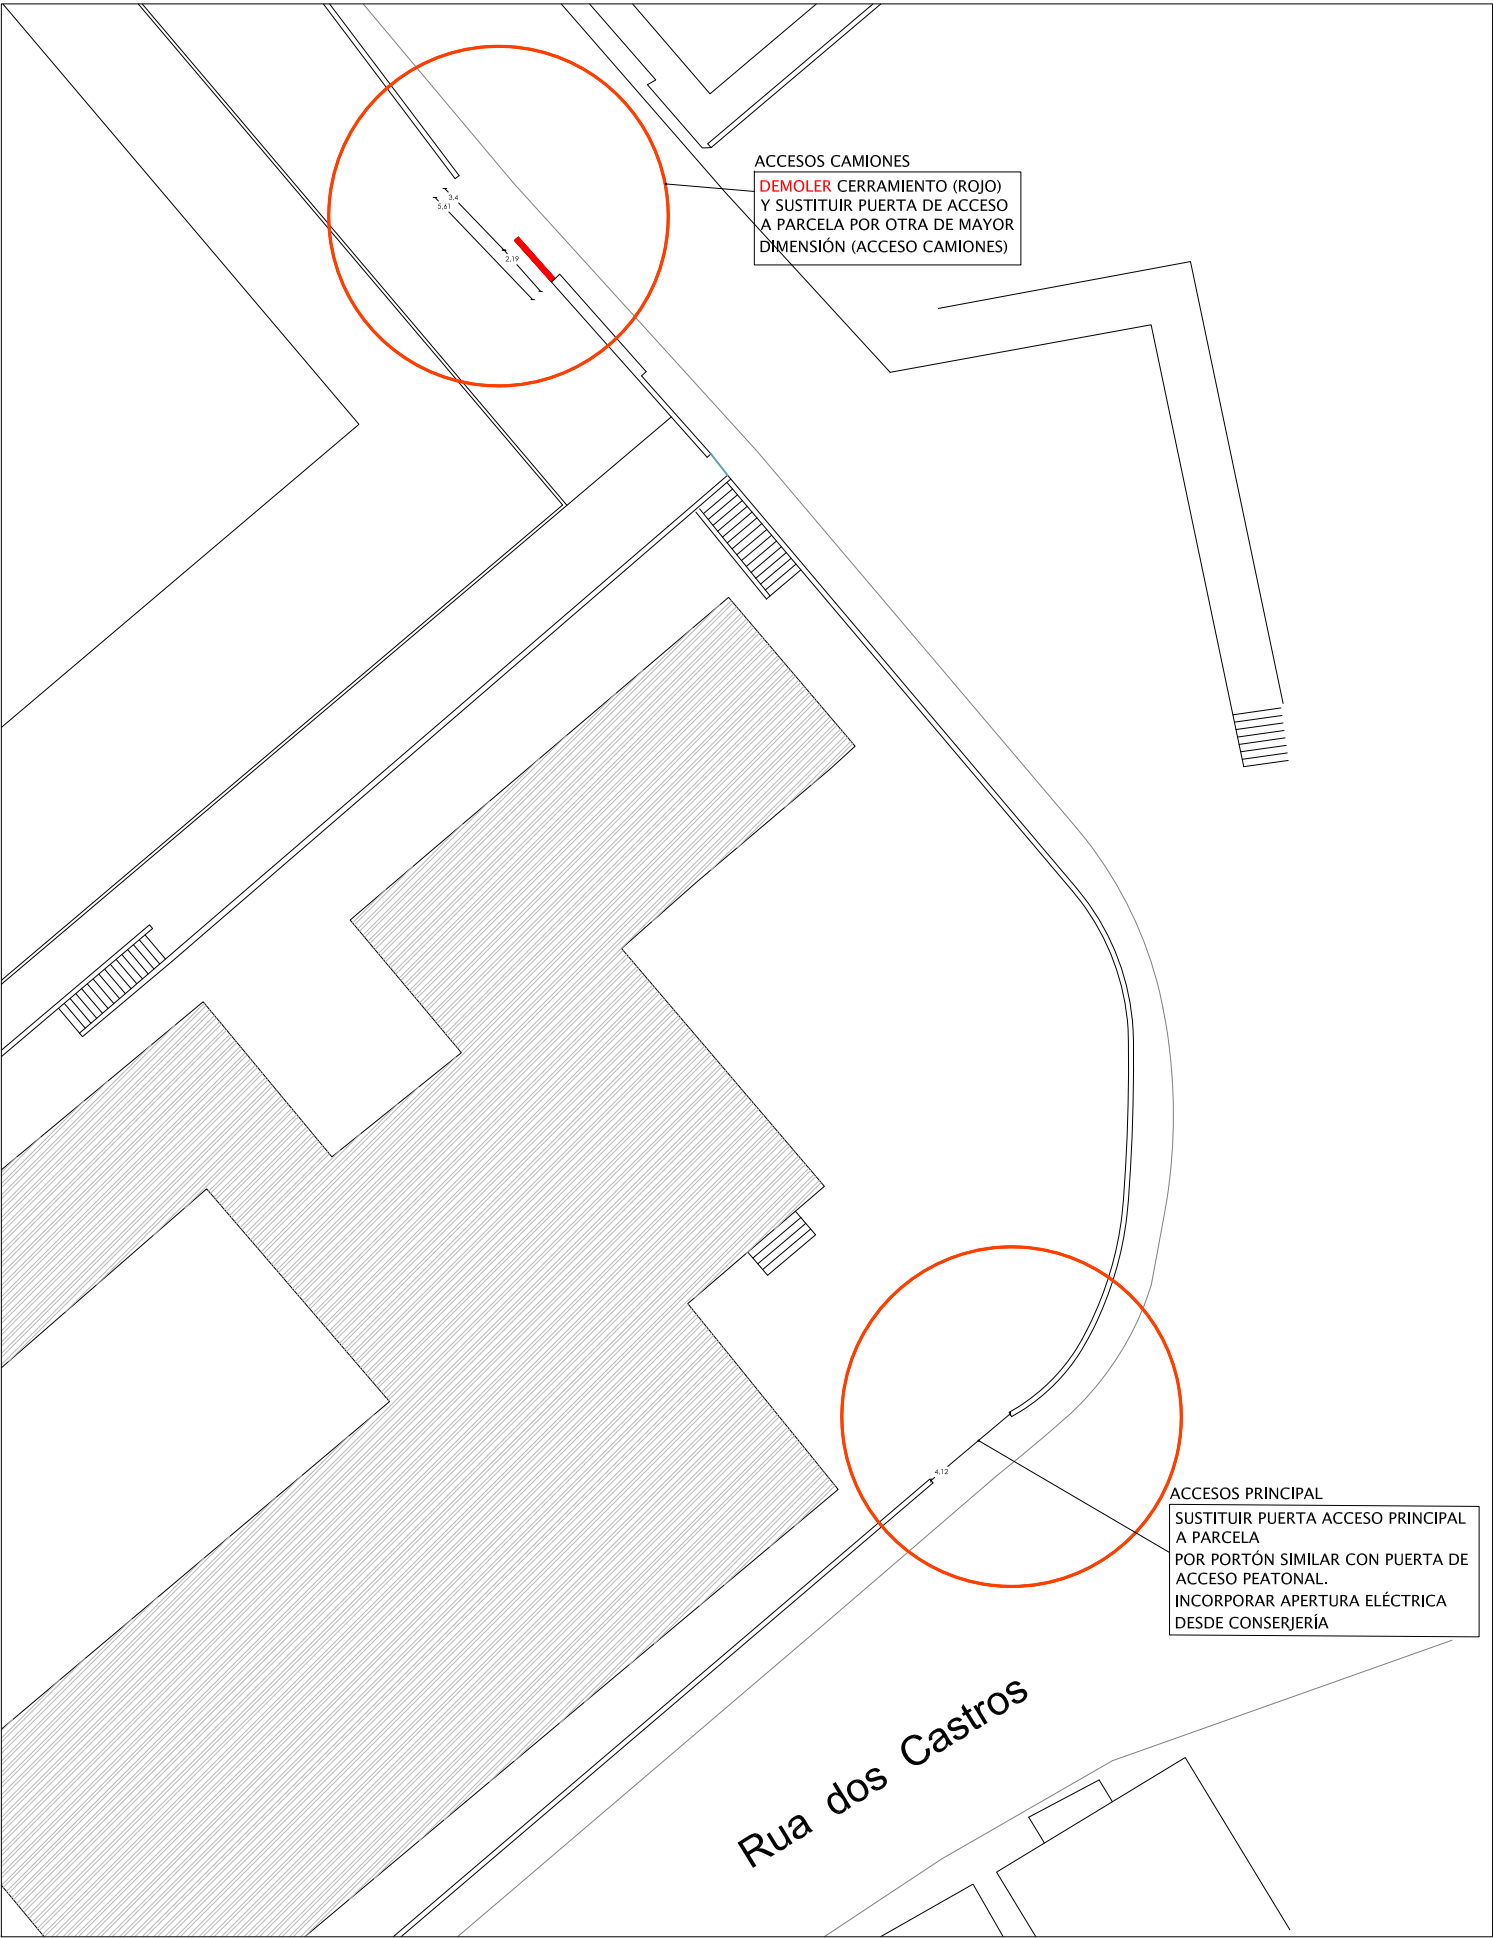 ACCESOS CAMIONES
DEMOLER CERRAMIENTO (ROJO)
Y SUSTITUIR PUERTA DE ACCESO
A PARCELA POR OTRA DE MAYOR
DIMENSIÓN (ACCESO CAMIONES)
3,4
5,61
2,19
4,12
ACCESOS PRINCIPAL
SUSTITUIR PUERTA ACCESO PRINCIPAL
A PARCELA
POR PORTÓN SIMILAR CON PUERTA DE
ACCESO PEATONAL.
INCORPORAR APERTURA ELÉCTRICA
DESDE CONSERJERÍA
Rua dos Castros